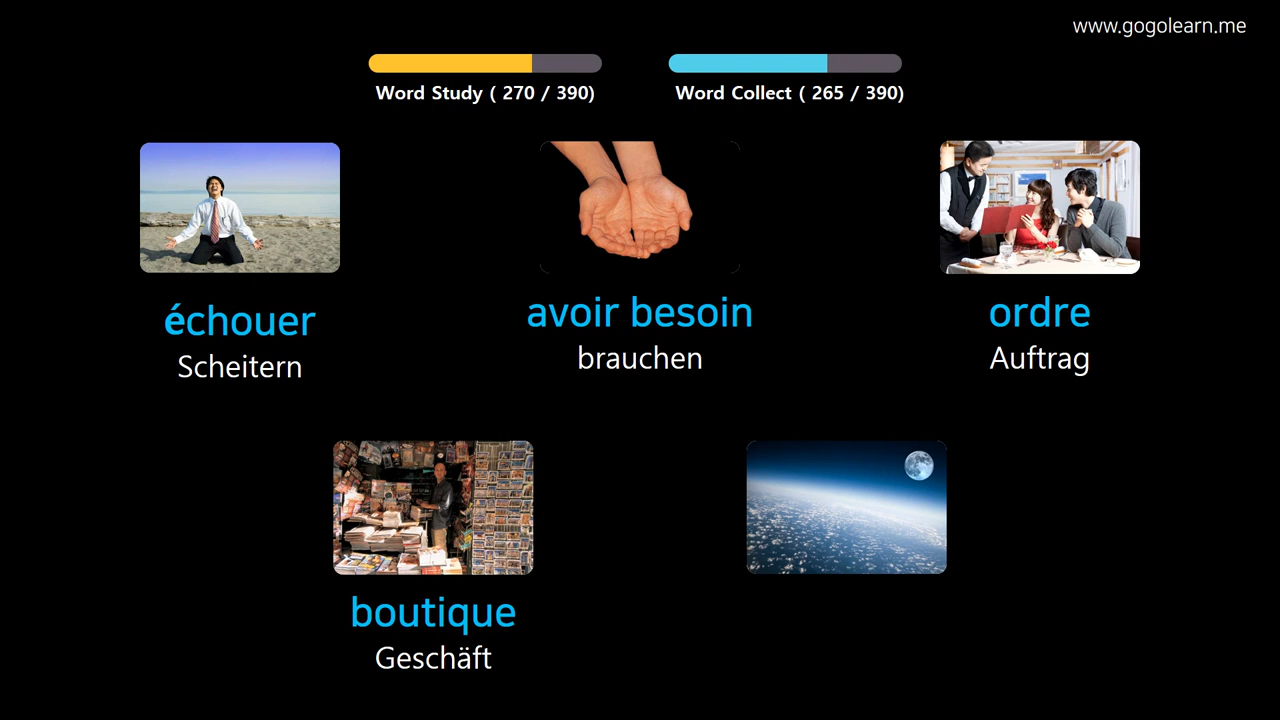 www.gogolearn.me
Word Study ( 270 / 390)
Word Collect ( 265 / 390)
échouer
Scheitern
avoir besoin
brauchen
ordre
Auftrag
boutique
Geschäft